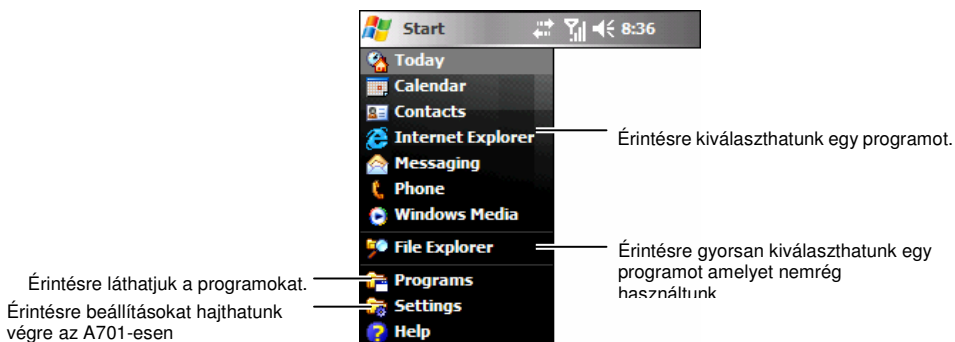 Start 8:36
Today
Calendar
Contacts
Internet Explorer
Messaging
Phone
Windows Media
File Explorer
Programs
Settings
Help
Érintésre kiválaszthatunk egy programot.
Érintésre gyorsan kiválaszthatunk egy
programot amelyet nemrég
használtunk
Érintésre láthatjuk a programokat.
Érintésre beállításokat hajthatunk
végre az A701-esen